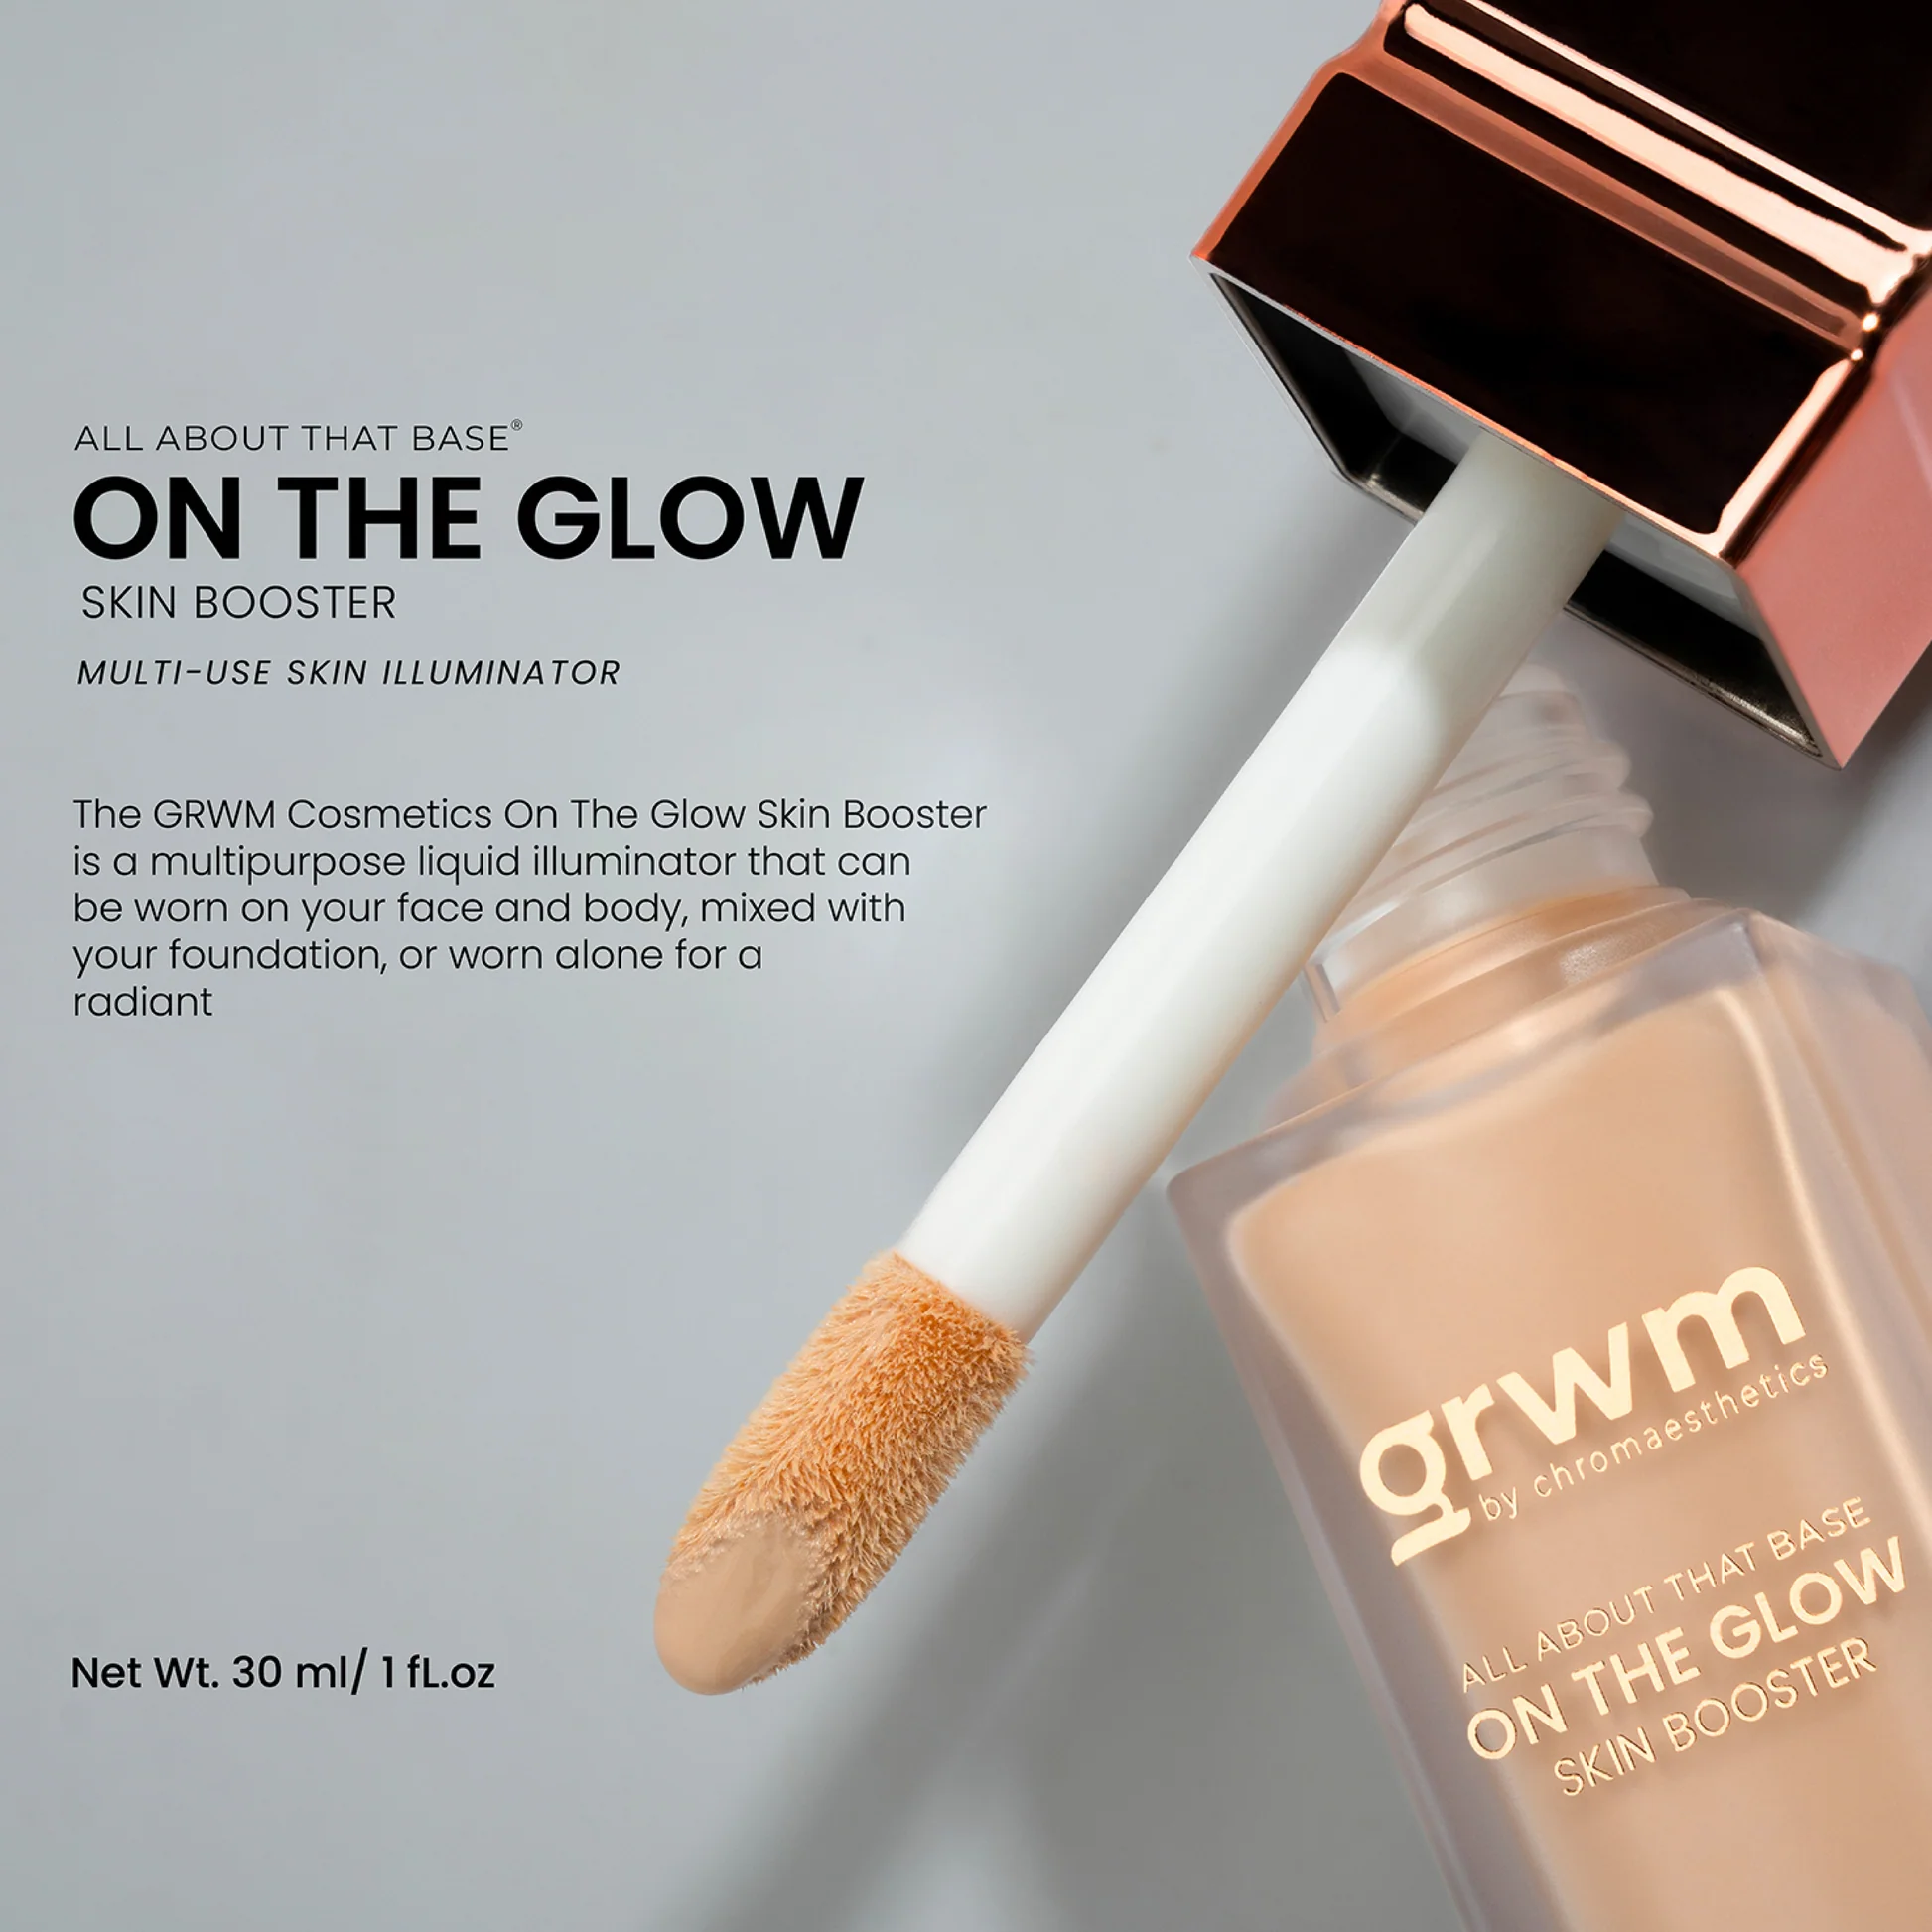 ALL ABOUT THAT BASE®
ON THE GLOW
SKIN BOOSTER
MULTI-USE SKIN ILLUMINATOR
The GRWM Cosmetics On The Glow Skin Booster
is a multipurpose liquid illuminator that can
be worn on your face and body, mixed with
your foundation, or worn alone for a
radiant
Net Wt. 30 ml/ 1 fL.oz
grwm
by chromaesthetics
ALL ABOUT THAT BASE
ON THE GLOW
SKIN BOOSTER